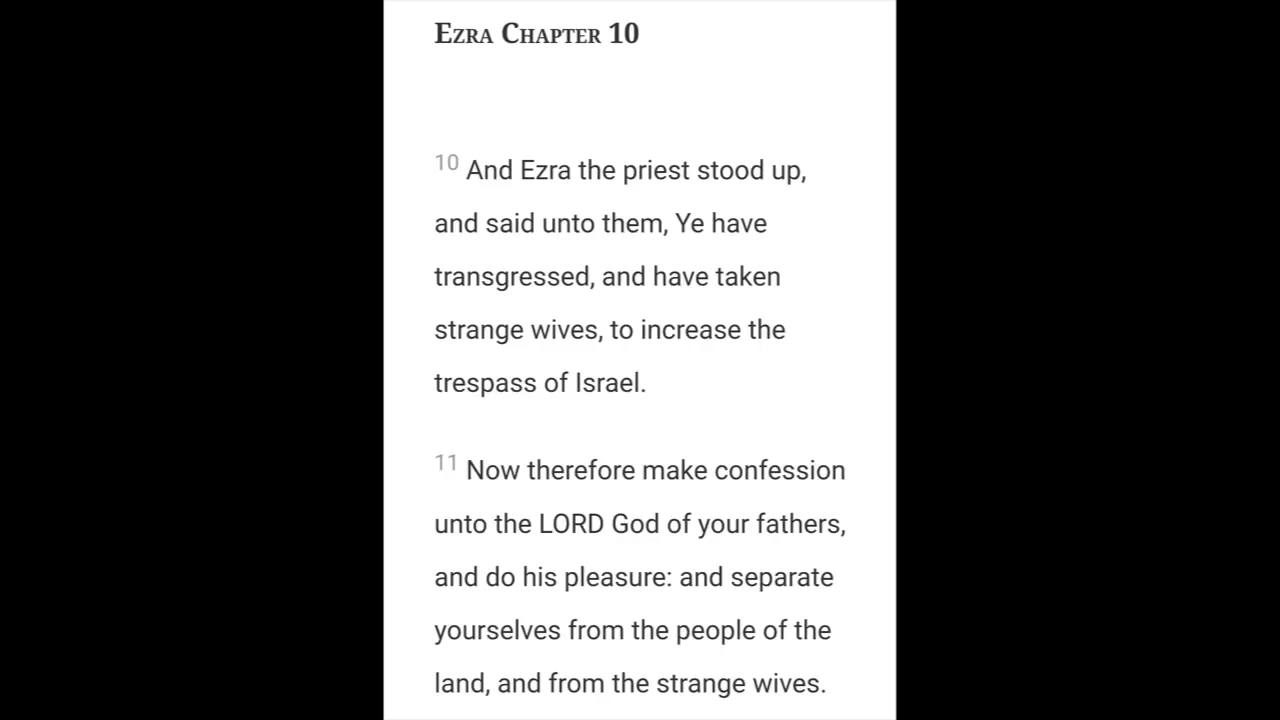 Ezra Chapter 10
10 And Ezra the priest stood up,
and said unto them, Ye have
transgressed, and have taken
strange wives, to increase the
trespass of Israel.
11 Now therefore make confession
unto the LORD God of your fathers,
and do his pleasure: and separate
yourselves from the people of the
land, and from the strange wives.